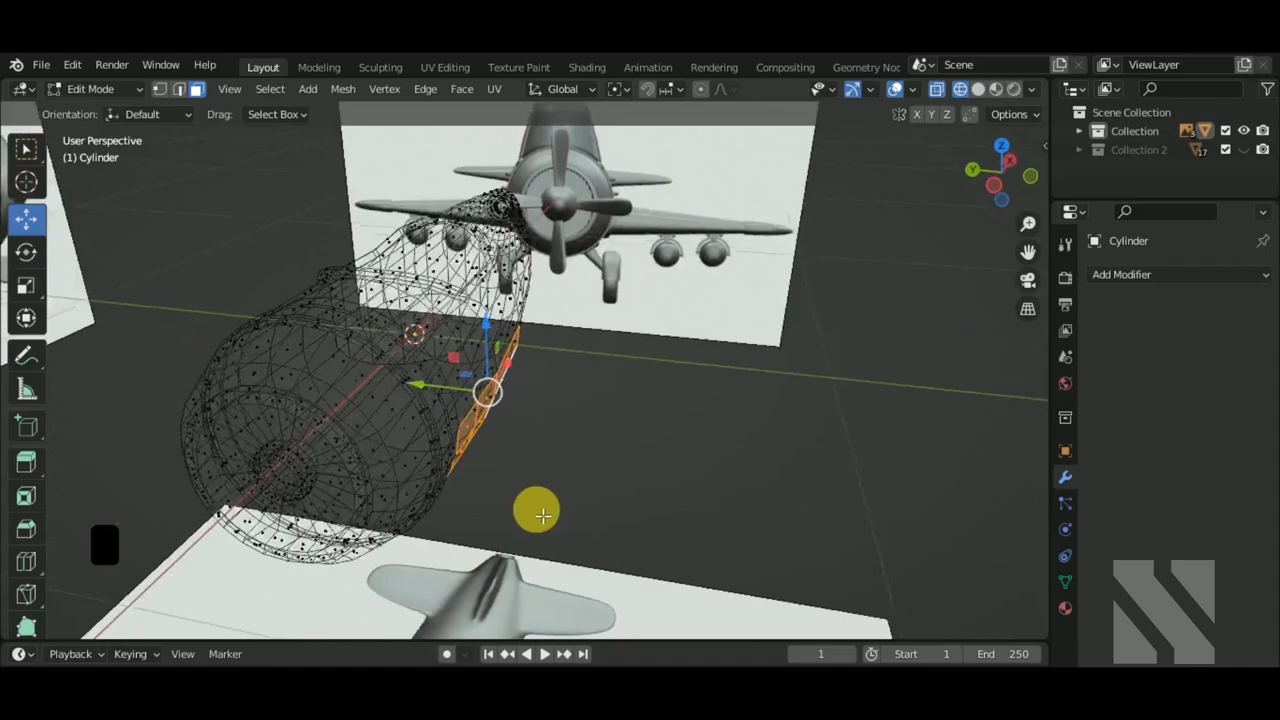 File Edit Render Window Help Layout Modeling Sculpting UV Editing Texture Paint Shading Animation Rendering Compositing Geometry Noc Scene ViewLayer
Edit Mode View Select Add Mesh Vertex Edge Face UV Global
Orientation: Default Drag: Select Box X Y Z Options
Scene Collection
Collection 3
Collection 2 17
User Perspective
(1) Cylinder
Z
X
Y
Cylinder
Add Modifier
Playback Keying View Marker 1 Start 1 End 250